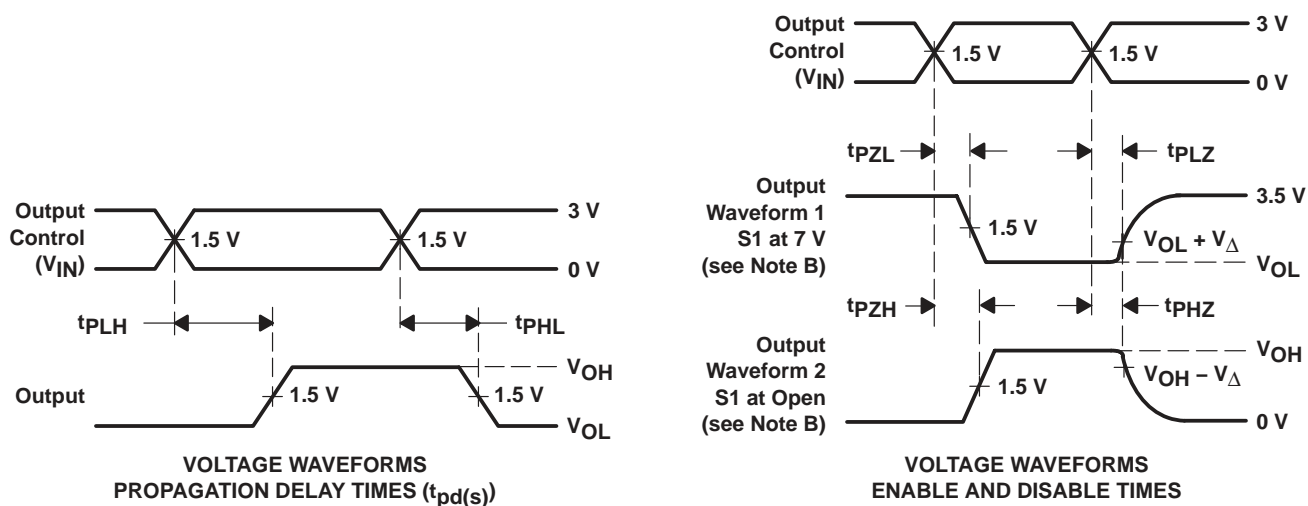 Output
Control
(VIN)
3 V
1.5 V
1.5 V
0 V
tPLH
tPHL
Output
VOH
1.5 V
1.5 V
VOL
VOLTAGE WAVEFORMS
PROPAGATION DELAY TIMES (tpd(s))
Output
Control
(VIN)
3 V
1.5 V
1.5 V
0 V
tPZL
tPLZ
Output
Waveform 1
S1 at 7 V
(see Note B)
3.5 V
1.5 V
VOL + VΔ
VOL
tPZH
tPHZ
Output
Waveform 2
S1 at Open
(see Note B)
VOH
1.5 V
VOH – VΔ
0 V
VOLTAGE WAVEFORMS
ENABLE AND DISABLE TIMES